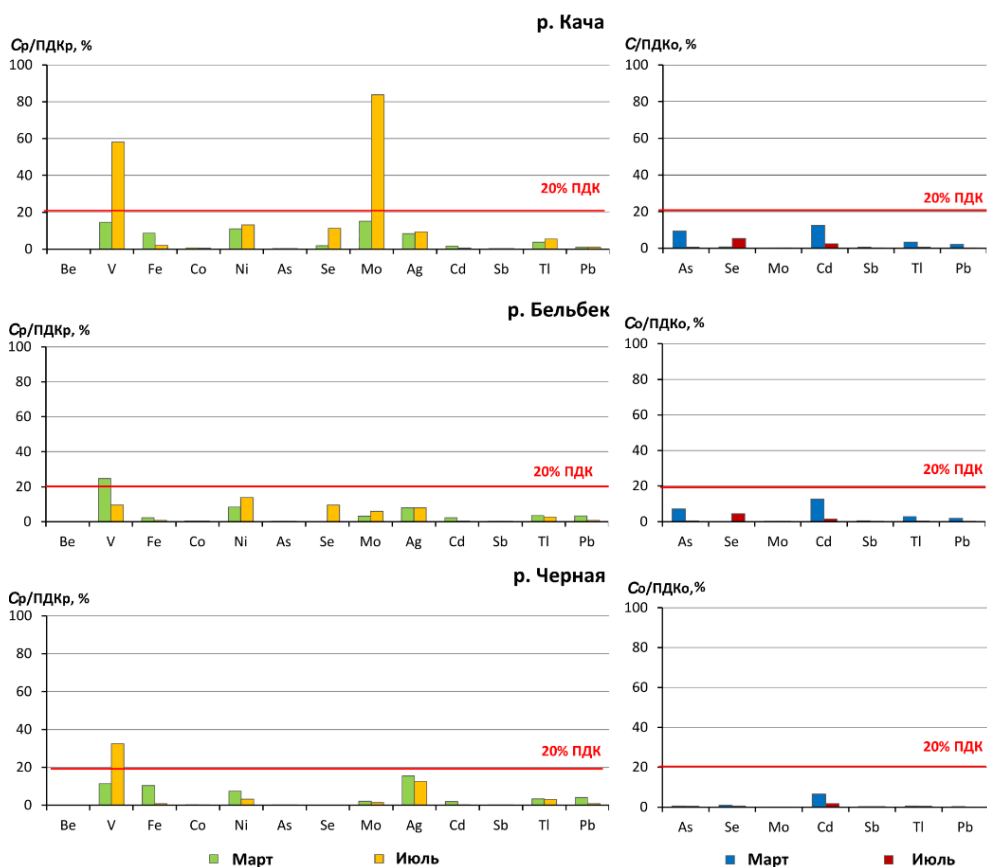 р. Кача
Cр/ПДКр, %
C/ПДКо, %
100
80
60
40
20
0
20% ПДК
Be V Fe Co Ni As Se Mo Ag Cd Sb Tl Pb
100
80
60
40
20
0
20% ПДК
As Se Mo Cd Sb Tl Pb
р. Бельбек
Cр/ПДКр, %
Cо/ПДКо, %
100
80
60
40
20
0
20% ПДК
Be V Fe Co Ni As Se Mo Ag Cd Sb Tl Pb
100
80
60
40
20
0
20% ПДК
As Se Mo Cd Sb Tl Pb
р. Черная
Cр/ПДКр, %
Cо/ПДКо,%
100
80
60
40
20
0
20% ПДК
Be V Fe Co Ni As Se Mo Ag Cd Sb Tl Pb
100
80
60
40
20
0
20% ПДК
As Se Mo Cd Sb Tl Pb
Март Июль
Март Июль